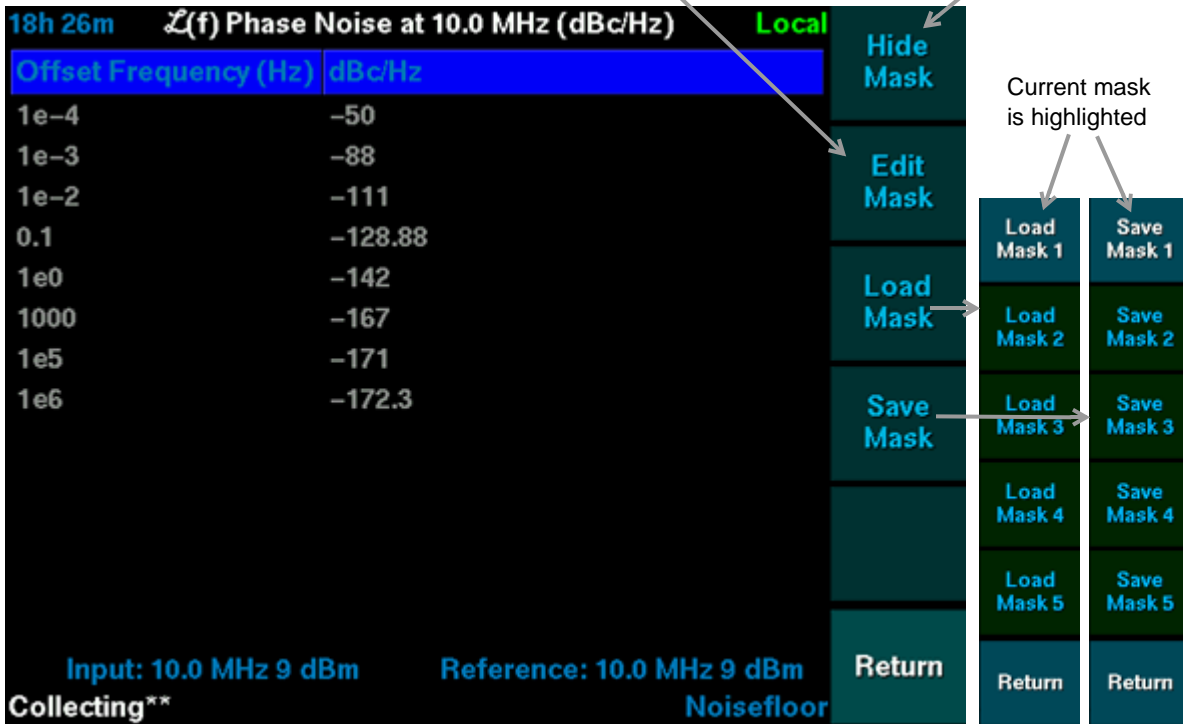 18h 26m ℒ(f) Phase Noise at 10.0 MHz (dBc/Hz) Local
Offset Frequency (Hz) dBc/Hz
1e−4 −50
1e−3 −88
1e−2 −111
0.1 −128.88
1e0 −142
1000 −167
1e5 −171
1e6 −172.3
Input: 10.0 MHz 9 dBm Reference: 10.0 MHz 9 dBm
Collecting** Noisefloor
Hide
Mask
Edit
Mask
Load
Mask
Save
Mask
Return
Current mask
is highlighted
Load
Mask 1
Load
Mask 2
Load
Mask 3
Load
Mask 4
Load
Mask 5
Return
Save
Mask 1
Save
Mask 2
Save
Mask 3
Save
Mask 4
Save
Mask 5
Return